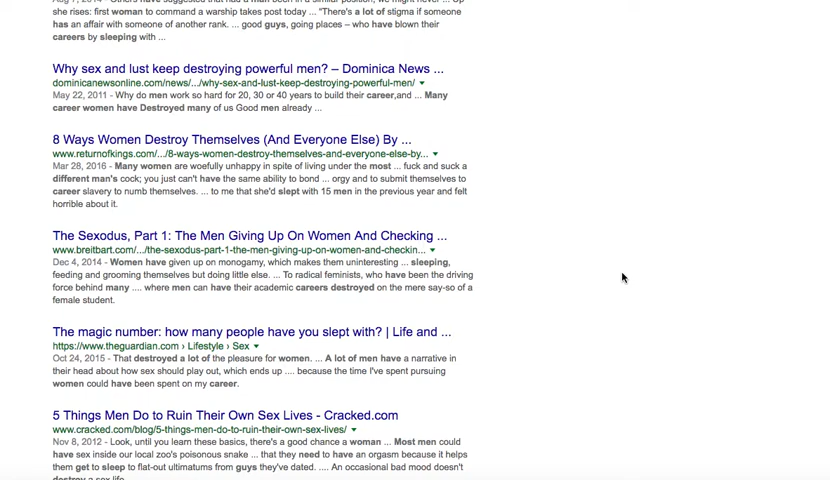 Aug 7, 2014 - Others have suggested that had a man been in a similar position, we might never ... Up
she rises: first woman to command a warship takes post today ... "There's a lot of stigma if someone
has an affair with someone of another rank. ... good guys, going places – who have blown their
careers by sleeping with ...
Why sex and lust keep destroying powerful men? – Dominica News ...
dominicanewsonline.com/news/.../why-sex-and-lust-keep-destroying-powerful-men/
May 22, 2011 - Why do men work so hard for 20, 30 or 40 years to build their career,and ... Many
career women have Destroyed many of us Good men already ...
8 Ways Women Destroy Themselves (And Everyone Else) By ...
www.returnofkings.com/.../8-ways-women-destroy-themselves-and-everyone-else-by...
Mar 28, 2016 - Many women are woefully unhappy in spite of living under the most ... fuck and suck a
different man's cock; you just can't have the same ability to bond ... orgy and to submit themselves to
career slavery to numb themselves. ... to me that she'd slept with 15 men in the previous year and felt
horrible about it.
The Sexodus, Part 1: The Men Giving Up On Women And Checking ...
www.breitbart.com/.../the-sexodus-part-1-the-men-giving-up-on-women-and-checkin...
Dec 4, 2014 - Women have given up on monogamy, which makes them uninteresting ... sleeping,
feeding and grooming themselves but doing little else. ... To radical feminists, who have been the driving
force behind many .... where men can have their academic careers destroyed on the mere say-so of a
female student.
The magic number: how many people have you slept with? | Life and ...
https://www.theguardian.com › Lifestyle › Sex
Oct 24, 2015 - That destroyed a lot of the pleasure for women. ... A lot of men have a narrative in
their head about how sex should play out, which ends up .... because the time I've spent pursuing
women could have been spent on my career.
5 Things Men Do to Ruin Their Own Sex Lives - Cracked.com
www.cracked.com/blog/5-things-men-do-to-ruin-their-own-sex-lives/
Nov 8, 2012 - Look, until you learn these basics, there's a good chance a woman ... Most men could
have sex inside our local zoo's poisonous snake ... that they need to have an orgasm because it helps
them get to sleep to flat-out ultimatums from guys they've dated. .... An occasional bad mood doesn't
destroy a sex life.